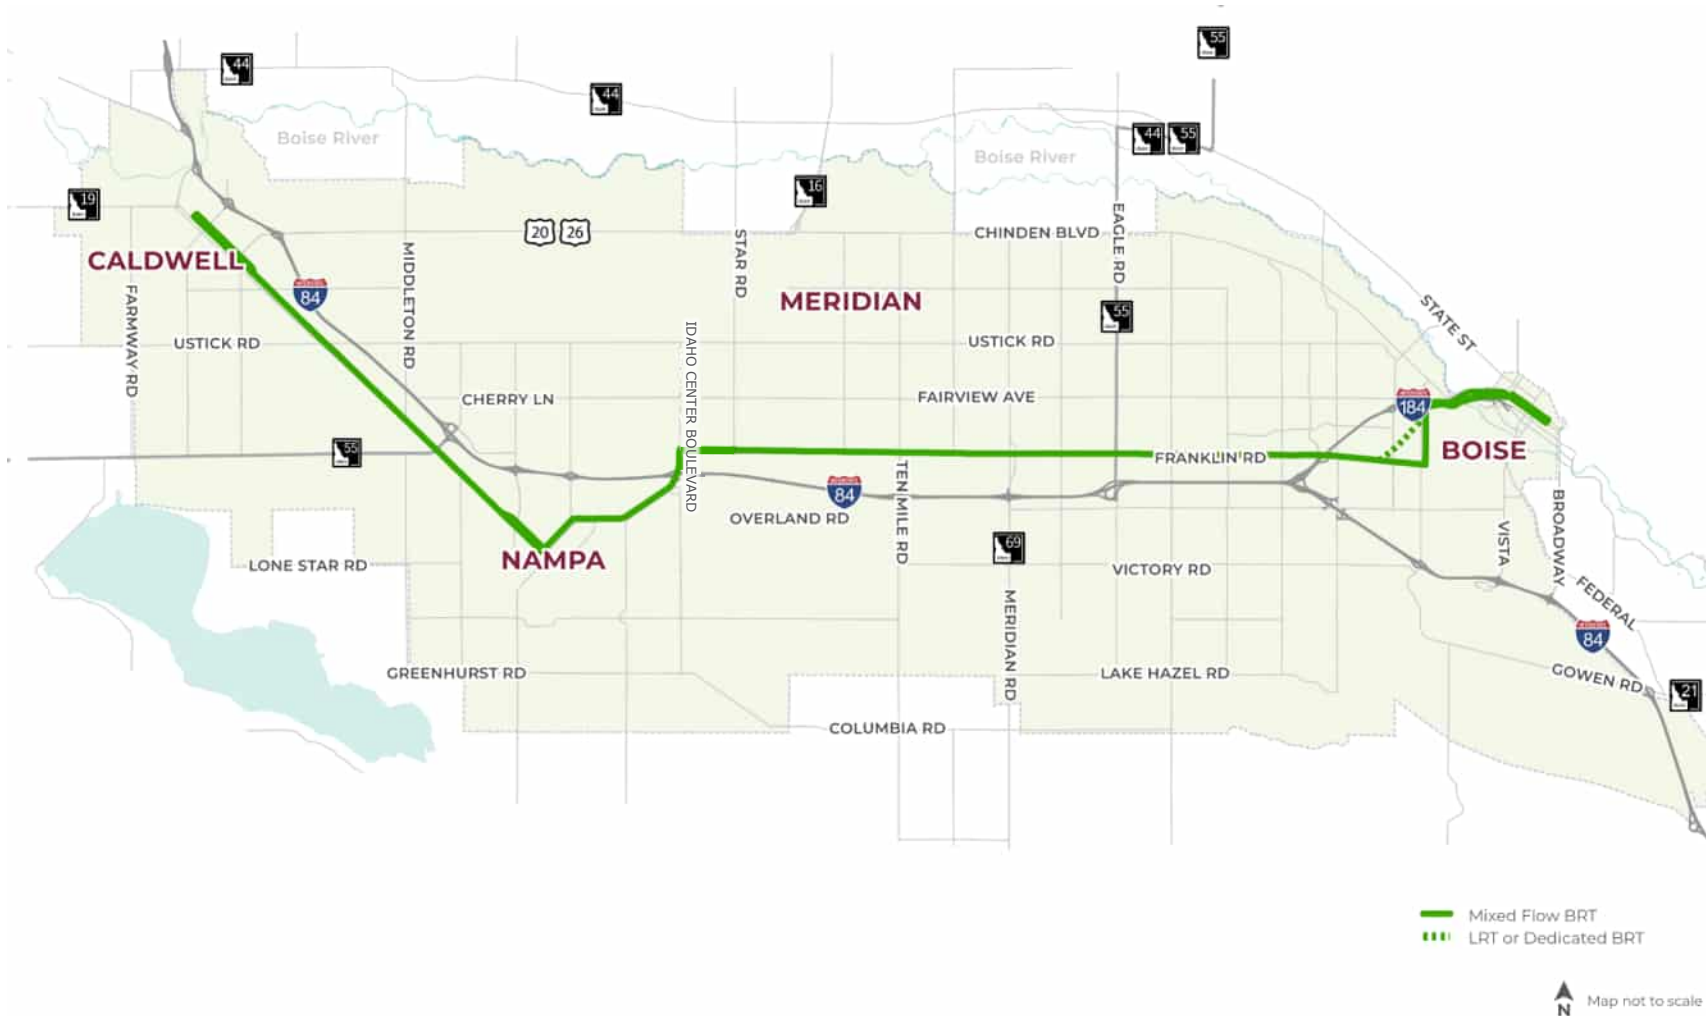 55
44
44
44
55
Boise River
Boise River
19
16
20
26
CHINDEN BLVD
EAGLE RD
STAR RD
MIDDLETON RD
CALDWELL
FARMWAY RD
84
MERIDIAN
55
STATE ST
USTICK RD
USTICK RD
IDAHO CENTER BOULEVARD
CHERRY LN
FAIRVIEW AVE
184
55
FRANKLIN RD
BOISE
TEN MILE RD
84
OVERLAND RD
BROADWAY
VISTA
NAMPA
69
LONE STAR RD
VICTORY RD
FEDERAL
84
MERIDIAN RD
GREENHURST RD
LAKE HAZEL RD
GOWEN RD
21
COLUMBIA RD
Mixed Flow BRT
LRT or Dedicated BRT
N
Map not to scale